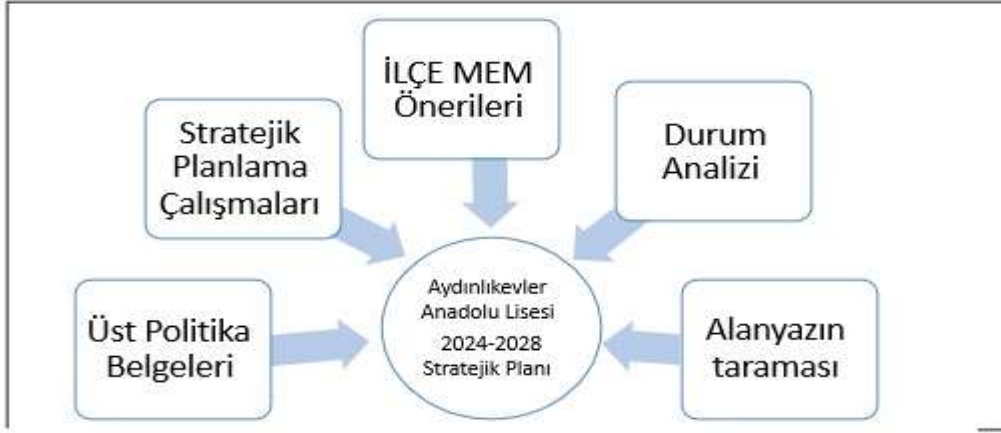 İLÇE MEM
Önerileri
Stratejik
Planlama
Çalışmaları
Durum
Analizi
Üst Politika
Belgeleri
Aydınlıkevler
Anadolu Lisesi
2024-2028
Stratejik Planı
Alanyazın
taraması